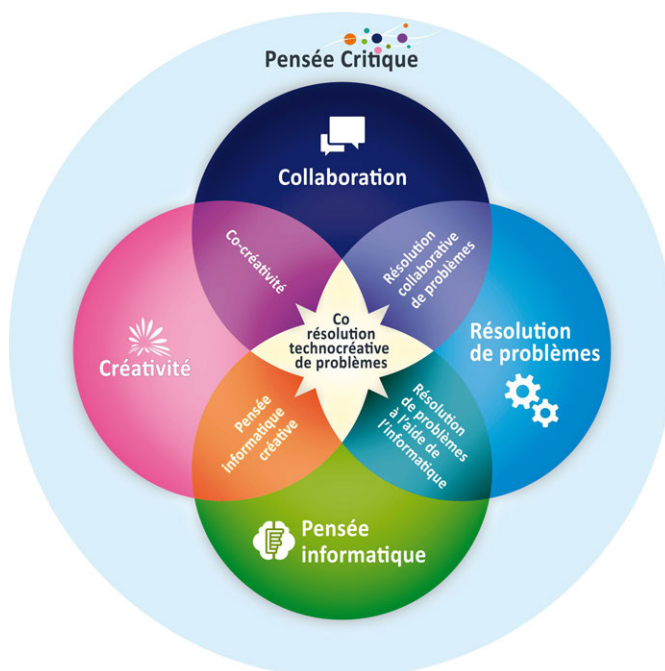 Pensée Critique
Collaboration
Co-créativité
Résolution
collaborative
de problèmes
Créativité
Co
résolution
technocréative
de problèmes
Résolution
de problèmes
Pensée
informatique
créative
Résolution
de problèmes
à l'aide de
l'informatique
Pensée
informatique